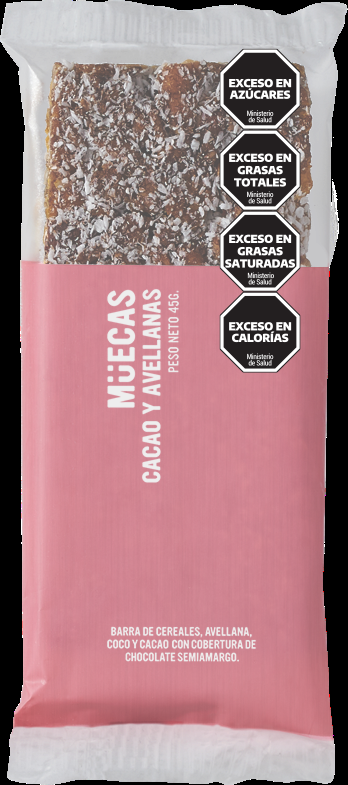 EXCESO EN
AZÚCARES
Ministerio
de Salud
EXCESO EN
GRASAS
TOTALES
Ministerio
de Salud
EXCESO EN
GRASAS
SATURADAS
Ministerio
de Salud
EXCESO EN
CALORÍAS
Ministerio
de Salud
MÜECAS
CACAO Y AVELLANAS
PESO NETO 45G.
BARRA DE CEREALES, AVELLANA,
COCO Y CACAO CON COBERTURA DE
CHOCOLATE SEMIAMARGO.